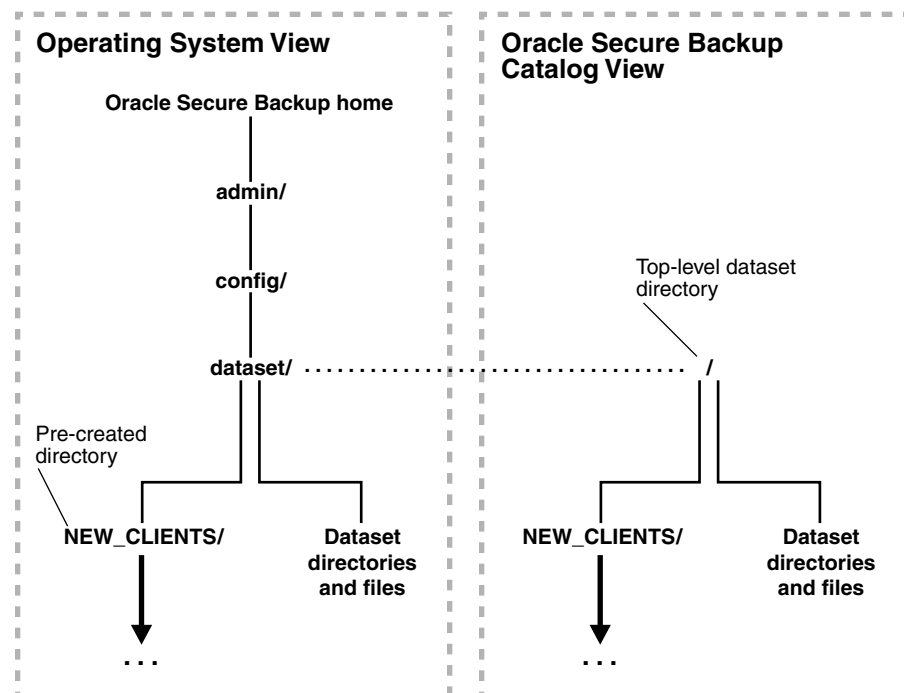 Operating System View
Oracle Secure Backup home
admin/
config/
dataset/
Pre-created
directory
NEW_CLIENTS/
Dataset
directories
and files
. . .
Oracle Secure Backup
Catalog View
Top-level dataset
directory
/
NEW_CLIENTS/
Dataset
directories
and files
. . .